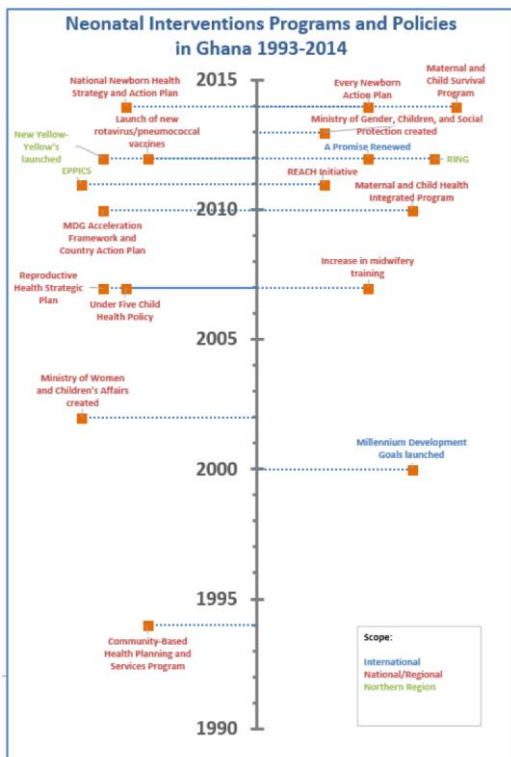 Neonatal Interventions Programs and Policies
in Ghana 1993-2014
2015
National Newborn Health
Strategy and Action Plan
Every Newborn
Action Plan
Maternal and
Child Survival
Program
Launch of new
rotavirus/pneumococcal
vaccines
Ministry of Gender, Children, and Social
Protection created
New Yellow-
Yellow's
launched
A Promise Renewed
RING
EPPICS
REACH Initiative
Maternal and Child Health
Integrated Program
2010
MDG Acceleration
Framework and
Country Action Plan
Reproductive
Health Strategic
Plan
Under Five Child
Health Policy
Increase in midwifery
training
2005
Ministry of Women
and Children's Affairs
created
Millennium Development
Goals launched
2000
1995
Community-Based
Health Planning and
Services Program
Scope:
International
National/Regional
Northern Region
1990